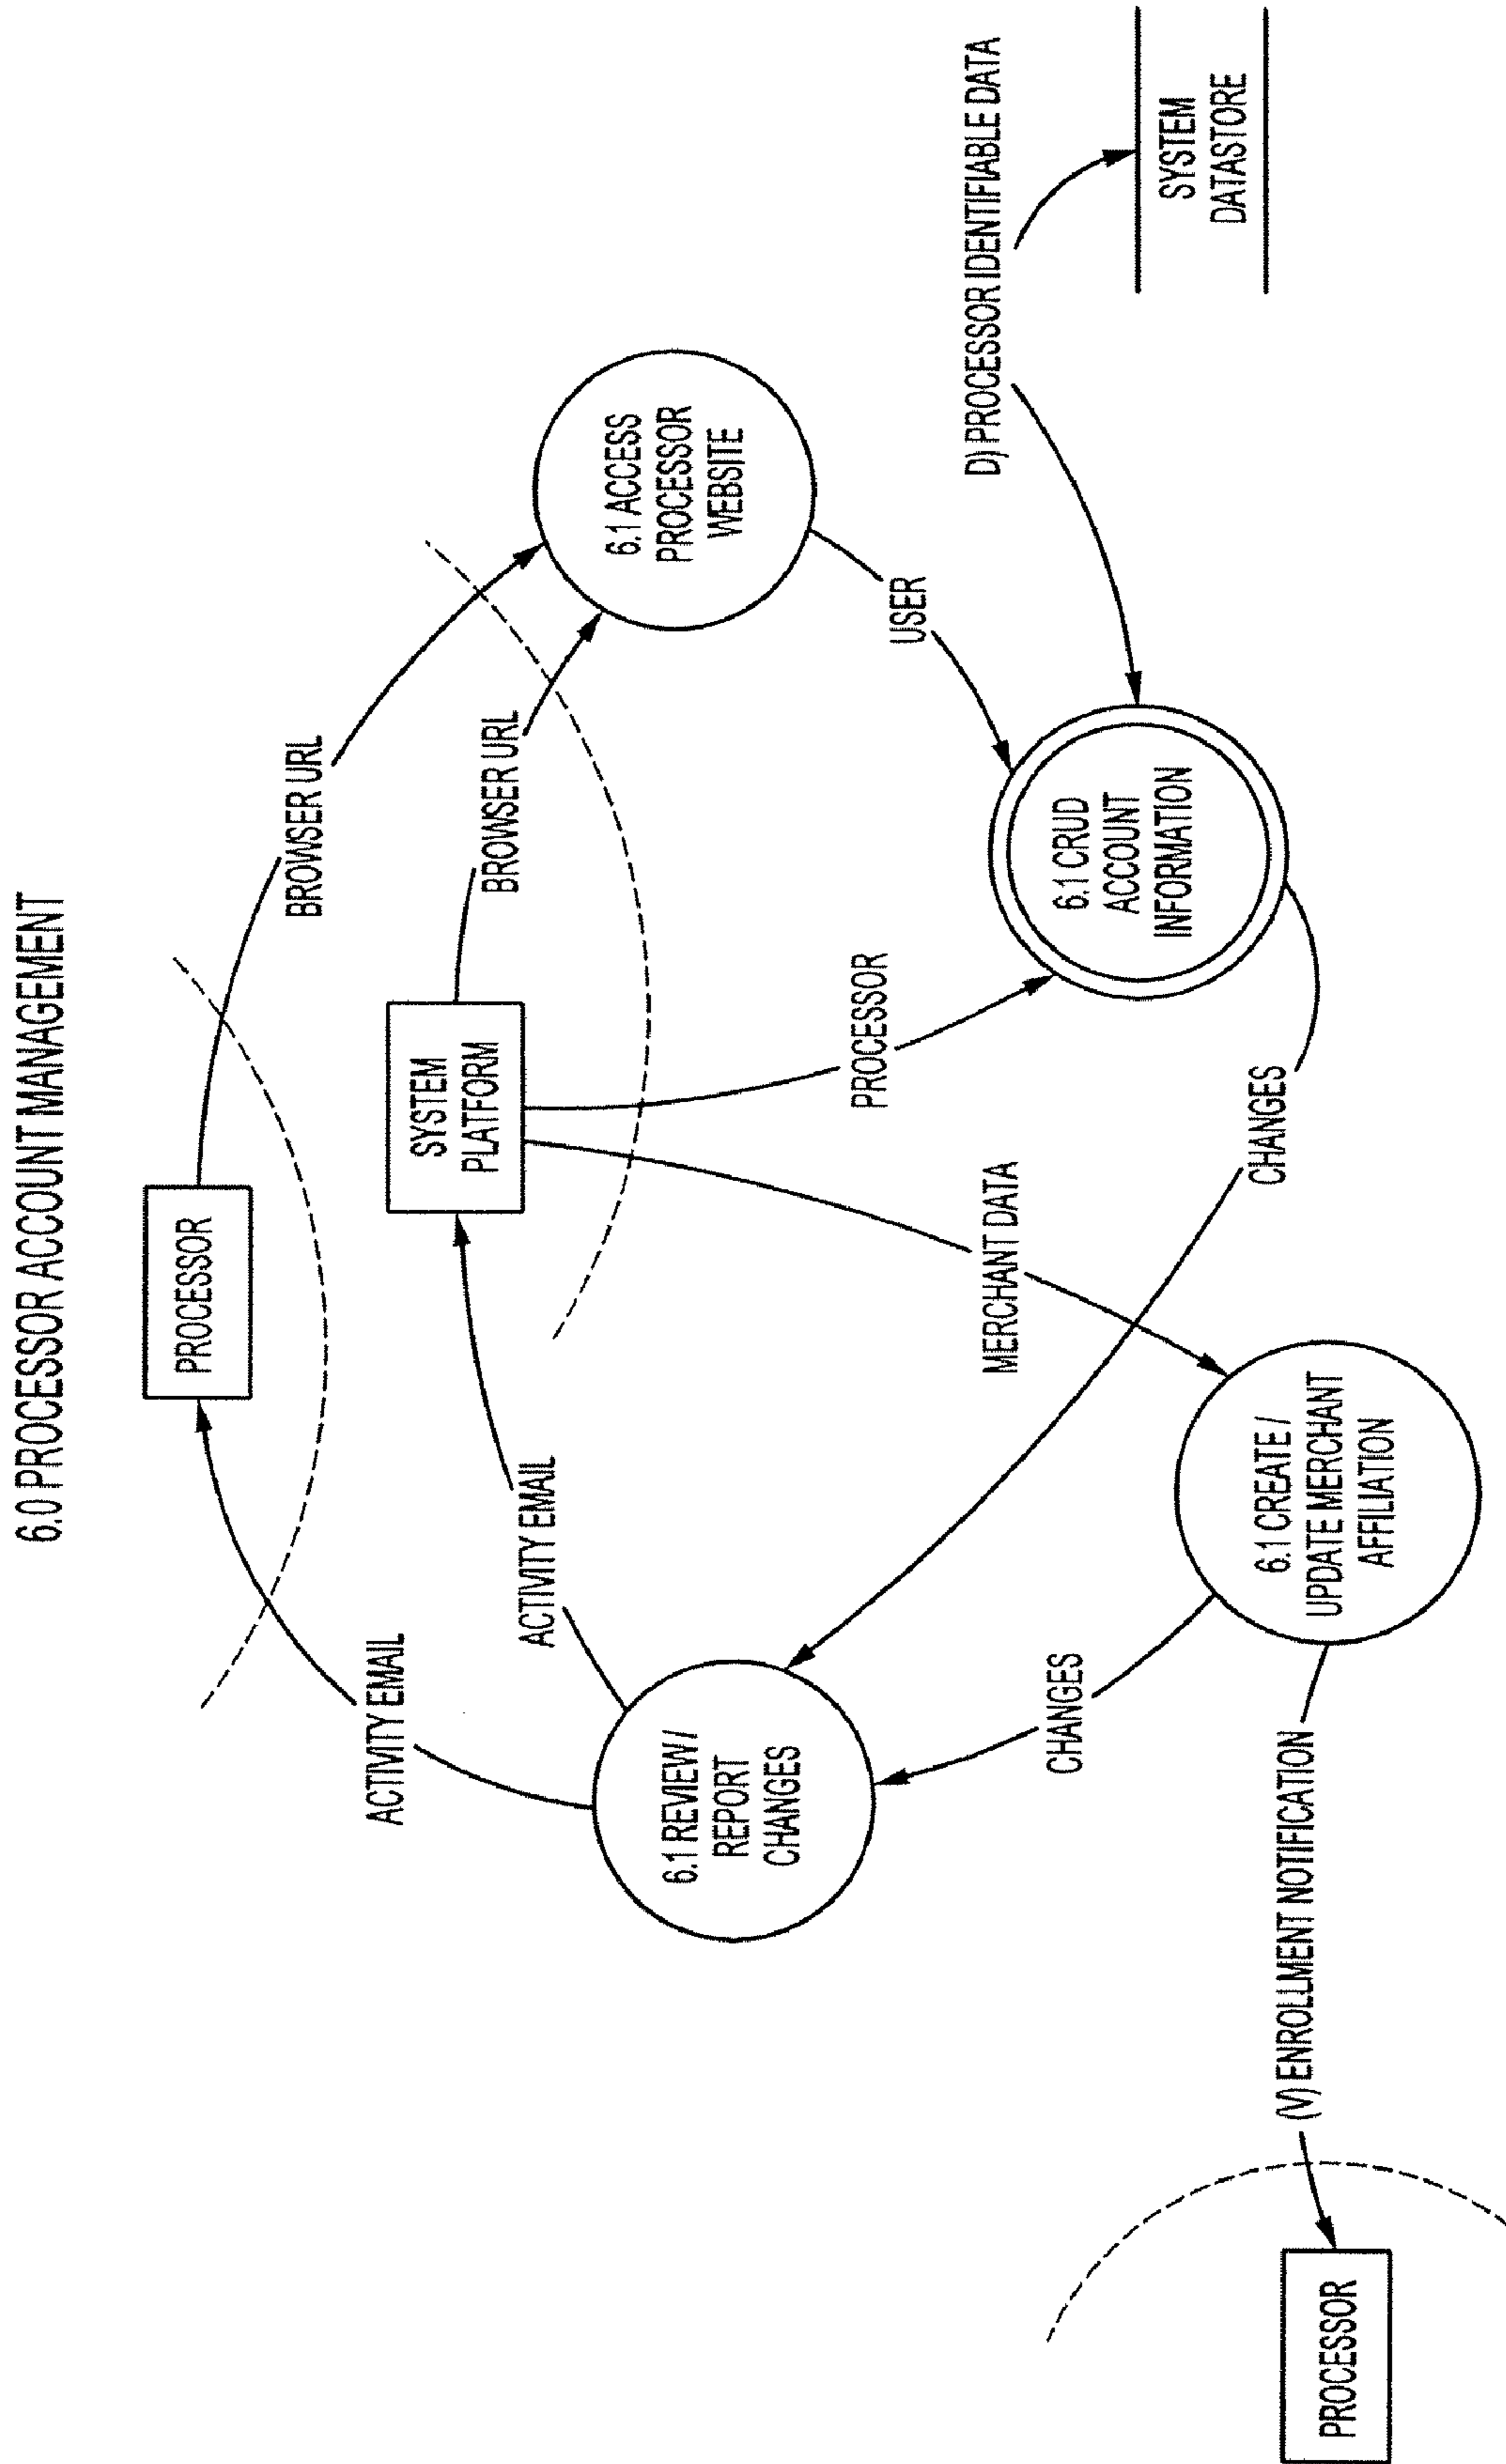 6.0 PROCESSOR ACCOUNT MANAGEMENT
PROCESSOR
BROWSER URL
ACTIVITY EMAIL
SYSTEM
PLATFORM
BROWSER URL
ACTIVITY EMAIL
6.1 ACCESS
PROCESSOR
WEBSITE
6.1 REVIEW /
REPORT
CHANGES
PROCESSOR
USER
MERCHANT DATA
D) PROCESSOR IDENTIFIABLE DATA
CHANGES
6.1 CRUD
ACCOUNT
INFORMATION
SYSTEM
DATASTORE
CHANGES
6.1 CREATE /
UPDATE MERCHANT
AFFILIATION
(V) ENROLLMENT NOTIFICATION
PROCESSOR